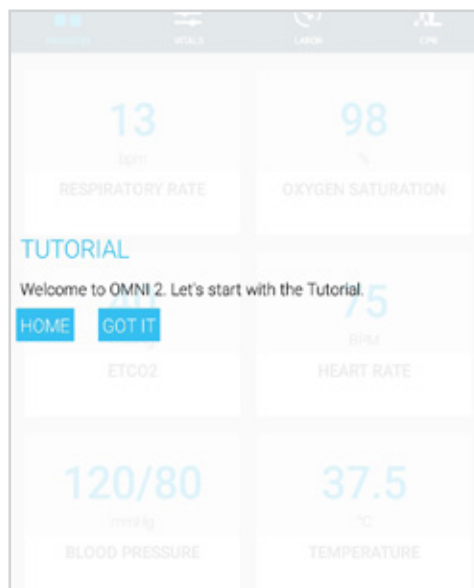 VITALS LABOR CPR
13 98
bpm %
RESPIRATORY RATE OXYGEN SATURATION
TUTORIAL
Welcome to OMNI 2. Let's start with the Tutorial.
75
HOME GOT IT
BPM
ETCO2 HEART RATE
120/80 37.5
mmHg °C
BLOOD PRESSURE TEMPERATURE